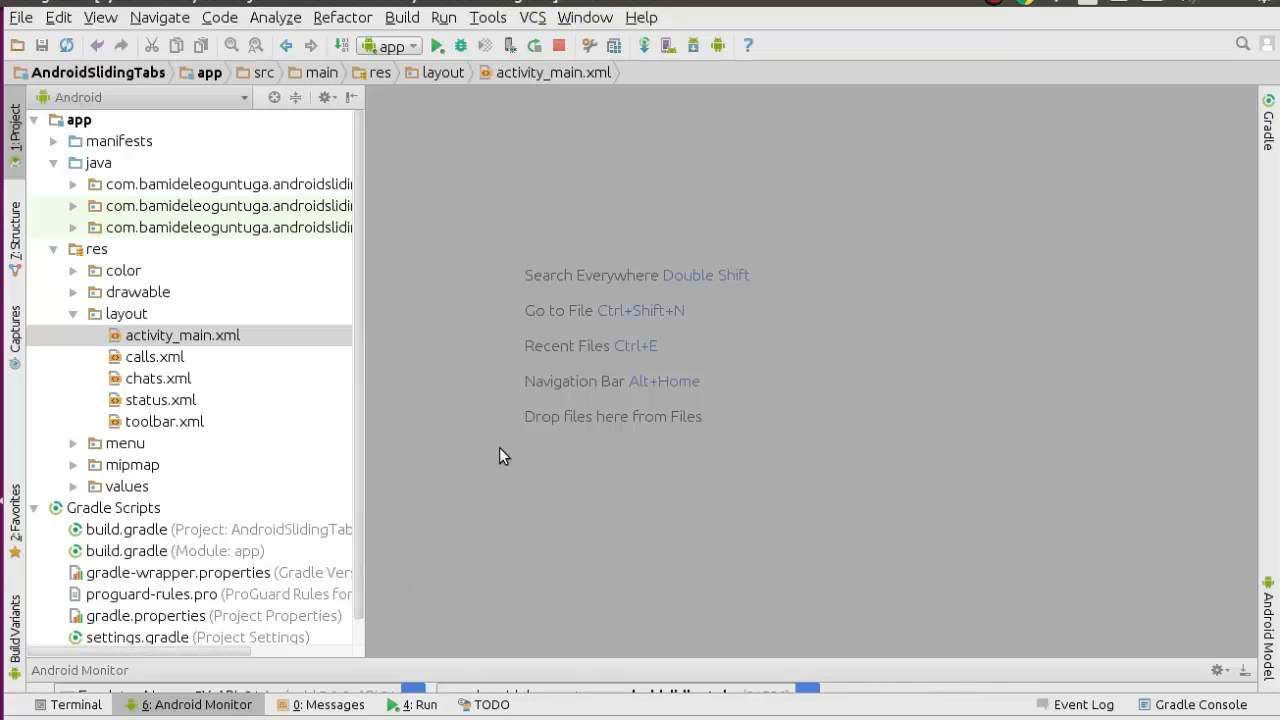 File Edit View Navigate Code Analyze Refactor Build Run Tools VCS Window Help
app
AndroidSlidingTabs app src main res layout activity_main.xml
Android
1: Project
Z: Structure
Captures
2: Favorites
Build Variants
app
manifests
java
com.bamideleoguntuga.androidslidi
com.bamideleoguntuga.androidslidi
com.bamideleoguntuga.androidslidi
res
color
drawable
layout
activity_main.xml
calls.xml
chats.xml
status.xml
toolbar.xml
menu
mipmap
values
Gradle Scripts
build.gradle (Project: AndroidSlidingTab
build.gradle (Module: app)
gradle-wrapper.properties (Gradle Vers
proguard-rules.pro (ProGuard Rules for
gradle.properties (Project Properties)
settings.gradle (Project Settings)
Search Everywhere Double Shift
Go to File Ctrl+Shift+N
Recent Files Ctrl+E
Navigation Bar Alt+Home
Drop files here from Files
Gradle
Android Model
Android Monitor
Terminal 6: Android Monitor 0: Messages 4: Run TODO Event Log Gradle Console